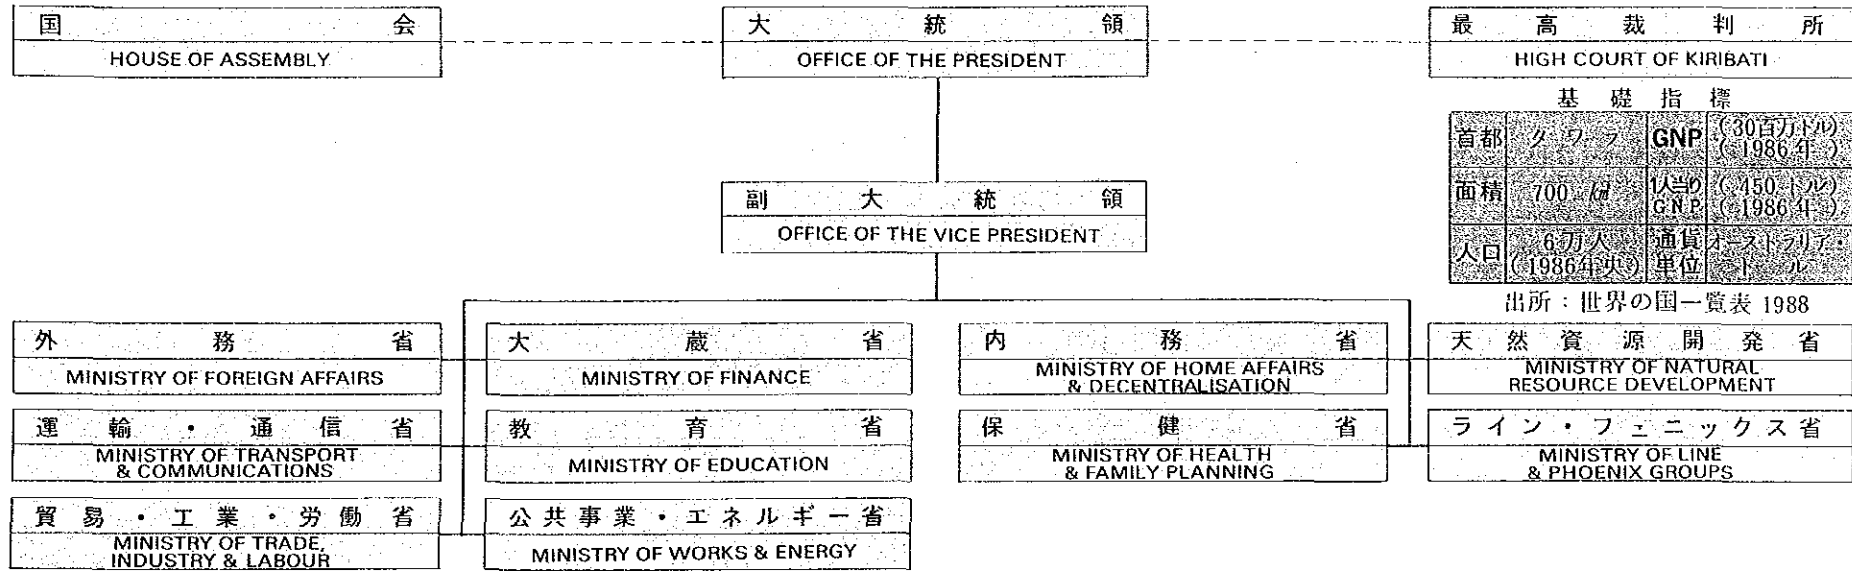 国会
HOUSE OF ASSEMBLY
大統領
OFFICE OF THE PRESIDENT
最高裁判所
HIGH COURT OF KIRIBATI
基礎指標
首都 タワラ GNP (30百万ドル)
(1986年)
面積 700 km² 1人当り GNP (450ドル)
(1986年)
人口 6万人
(1986年央) 通貨単位 オーストラリア・
ドル
出所：世界の国一覧表 1988
副大統領
OFFICE OF THE VICE PRESIDENT
外務省
MINISTRY OF FOREIGN AFFAIRS
大蔵省
MINISTRY OF FINANCE
内務省
MINISTRY OF HOME AFFAIRS
& DECENTRALISATION
天然資源開発省
MINISTRY OF NATURAL
RESOURCE DEVELOPMENT
運輸・通信省
MINISTRY OF TRANSPORT
& COMMUNICATIONS
教育省
MINISTRY OF EDUCATION
保健省
MINISTRY OF HEALTH
& FAMILY PLANNING
ライン・フェニックス省
MINISTRY OF LINE
& PHOENIX GROUPS
貿易・工業・労働省
MINISTRY OF TRADE,
INDUSTRY & LABOUR
公共事業・エネルギー省
MINISTRY OF WORKS & ENERGY